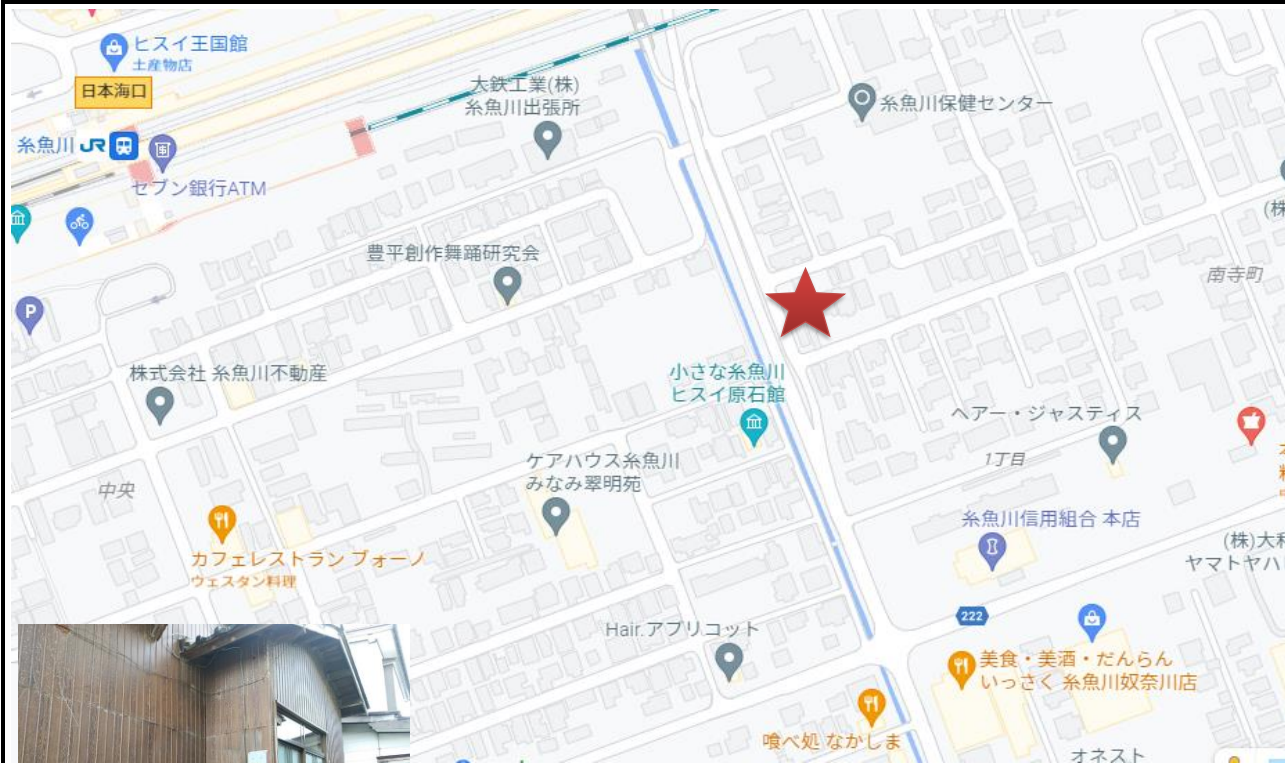 ヒスイ王国館
土産物店
日本海口
大鉄工業(株)
糸魚川出張所
糸魚川保健センター
糸魚川 JR
セブン銀行ATM
(株
豊平創作舞踊研究会
南寺町
P
株式会社 糸魚川不動産
小さな糸魚川
ヒスイ原石館
ヘアー・ジャスティス
ケアハウス糸魚川
みなみ翠明苑
1丁目
中央
糸魚川信用組合 本店
カフェレストラン ブォーノ
ウェスタン料理
(株)大和
ヤマトヤハ
222
Hair.アプリコット
美食・美酒・だんらん
いっさく 糸魚川奴奈川店
喰べ処 なかしま
オネスト